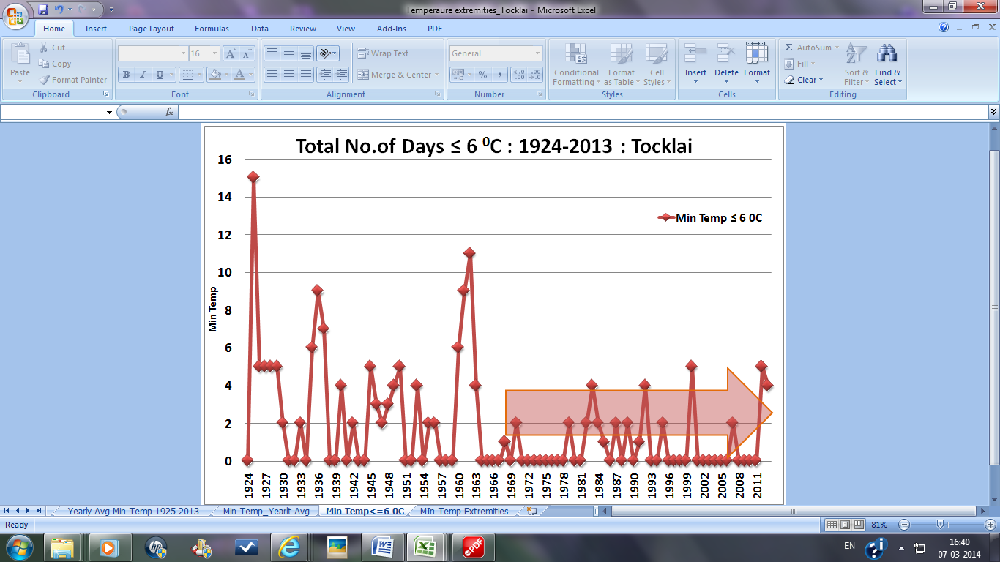 Temperaure extremities_Tocklai - Microsoft Excel
Home Insert Page Layout Formulas Data Review View Add-Ins PDF
Paste
Cut
Copy
Format Painter
Clipboard
16
A A
B I U
A
Font
Wrap Text
Merge & Center
Alignment
General
% ,
Number
Conditional Formatting
Format as Table
Cell Styles
Styles
Insert Delete Format
Cells
Σ AutoSum
Fill
Clear
Sort & Filter
Find & Select
Editing
fx
Total No.of Days ≤ 6 ⁰C : 1924-2013 : Tocklai
Min Temp ≤ 6 0C
Min Temp
16
14
12
10
8
6
4
2
0
1924 1927 1930 1933 1936 1939 1942 1945 1948 1951 1954 1957 1960 1963 1966 1969 1972 1975 1978 1981 1984 1987 1990 1993 1996 1999 2002 2005 2008 2011
Yearly Avg Min Temp-1925-2013 Min Temp_Yearlt Avg Min Temp<=6 0C MIn Temp Extremities
Ready 81%
EN 16:40
07-03-2014
hp W PDF